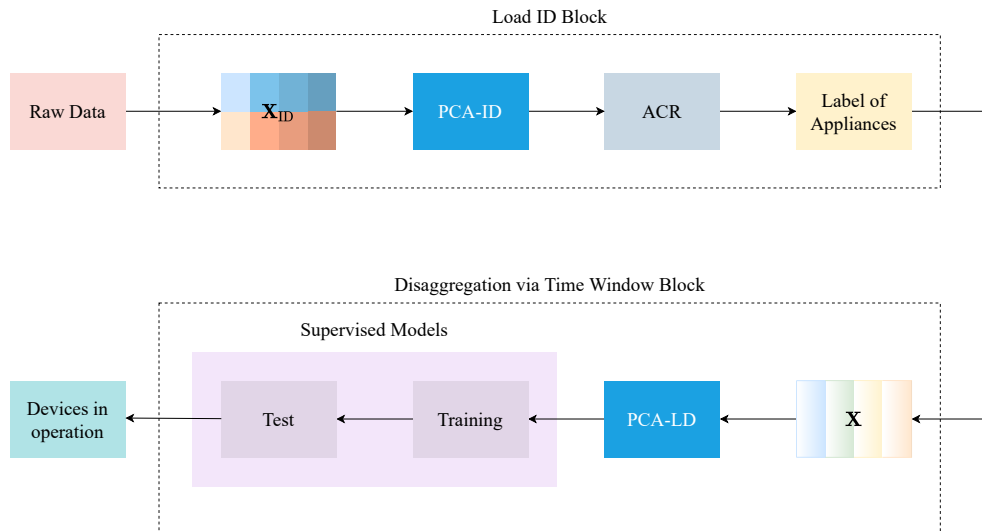 Load ID Block
Raw Data
X_ID
PCA-ID
ACR
Label of
Appliances
Disaggregation via Time Window Block
Supervised Models
Devices in
operation
Test
Training
PCA-LD
X